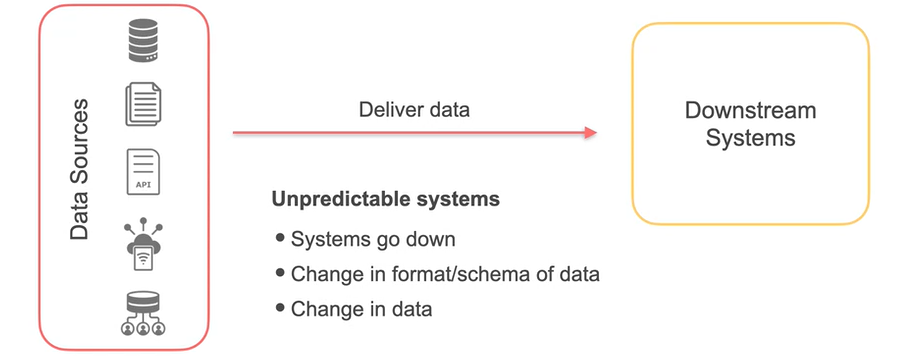 Data Sources
API
Deliver data
Unpredictable systems
• Systems go down
• Change in format/schema of data
• Change in data
Downstream
Systems